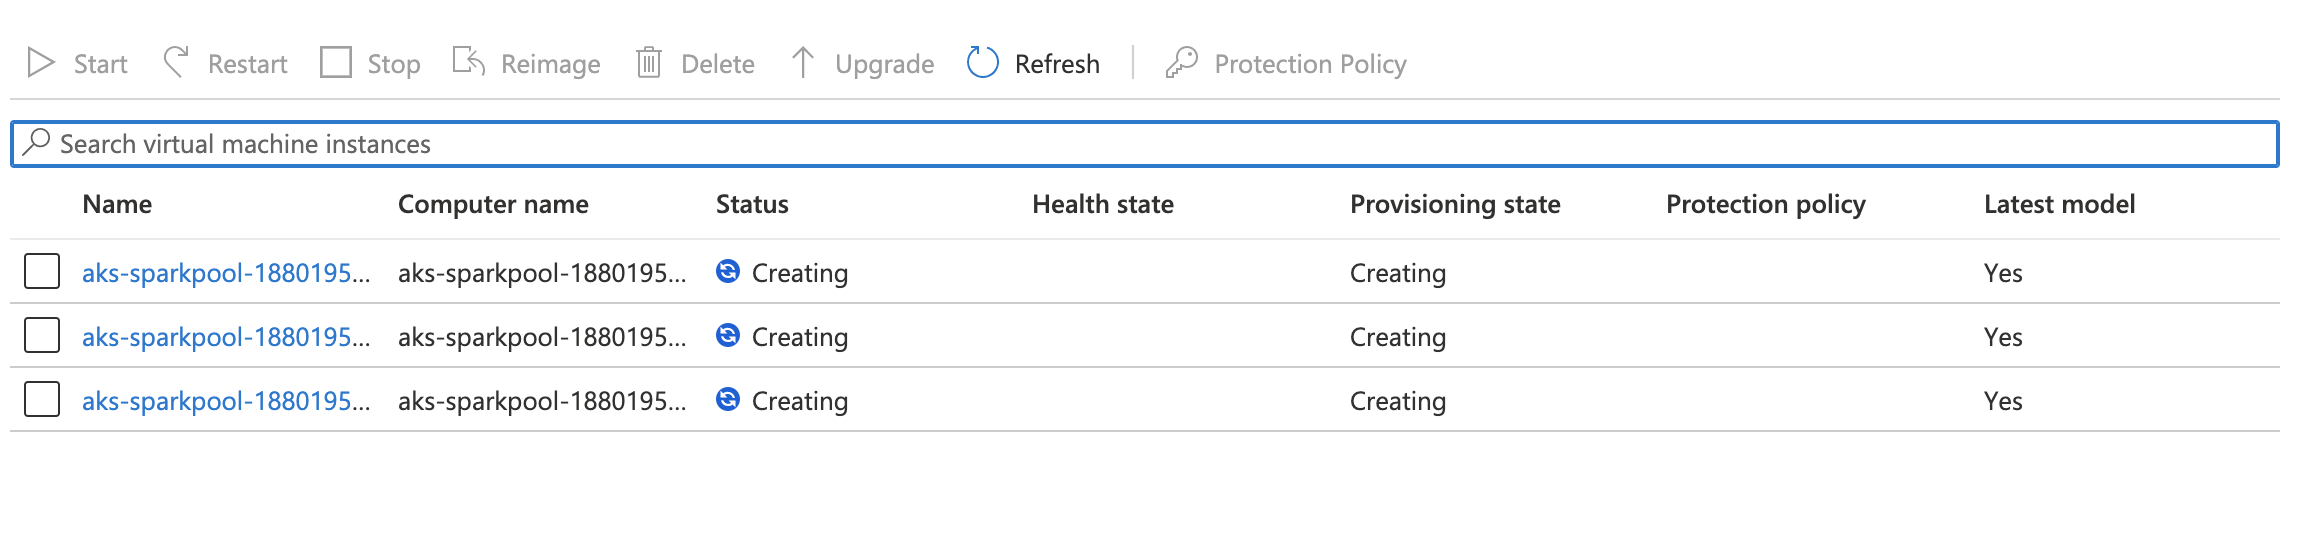 Start Restart Stop Reimage Delete Upgrade Refresh Protection Policy
Search virtual machine instances
Name Computer name Status Health state Provisioning state Protection policy Latest model
aks-sparkpool-1880195... aks-sparkpool-1880195... Creating Creating Yes
aks-sparkpool-1880195... aks-sparkpool-1880195... Creating Creating Yes
aks-sparkpool-1880195... aks-sparkpool-1880195... Creating Creating Yes